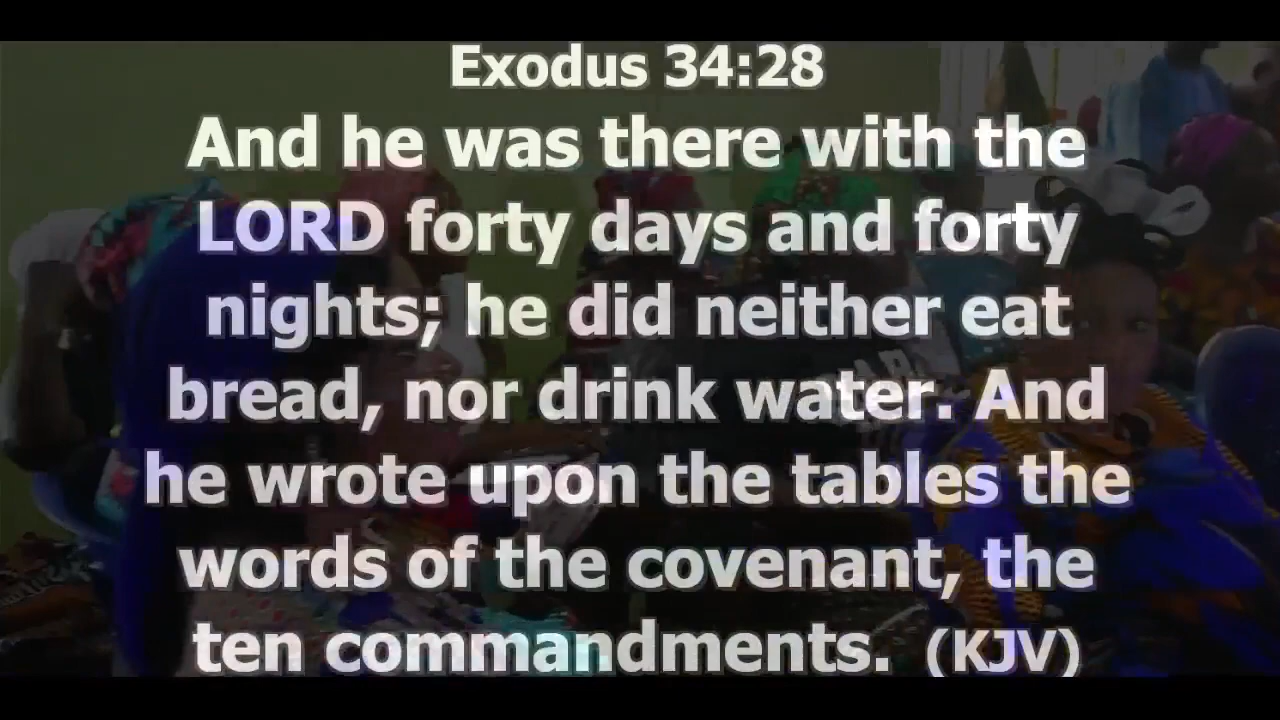 Exodus 34:28
And he was there with the
LORD forty days and forty
nights; he did neither eat
bread, nor drink water. And
he wrote upon the tables the
words of the covenant, the
ten commandments. (KJV)